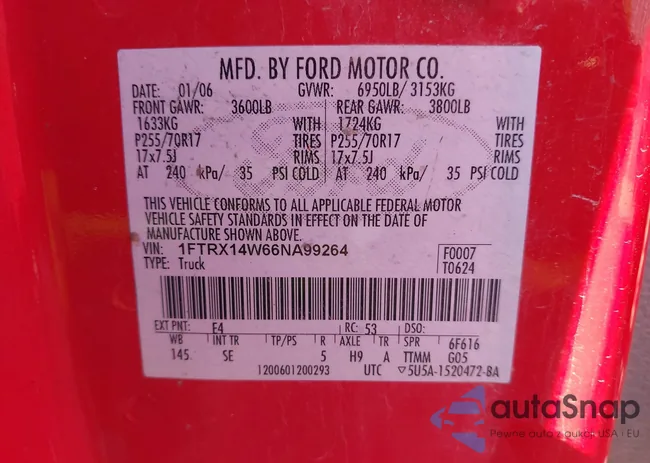 MFD. BY FORD MOTOR CO.
DATE: 01/06 GVWR: 6950LB/ 3153KG
FRONT GAWR: 3600LB REAR GAWR: 3800LB
1633KG WITH 1724KG WITH
P255/70R17 TIRES P255/70R17 TIRES
17x7.5J RIMS 17x7.5J RIMS
AT 240 kPa/ 35 PSI COLD AT 240 kPa/ 35 PSI COLD
THIS VEHICLE CONFORMS TO ALL APPLICABLE FEDERAL MOTOR
VEHICLE SAFETY STANDARDS IN EFFECT ON THE DATE OF
MANUFACTURE SHOWN ABOVE.
VIN: 1FTRX14W66NA99264 F0007
TYPE: Truck T0624
EXT PNT: E4 RC: 53 DSO:
WB INT TR TP/PS R AXLE TR SPR 6F616
145. SE 5 H9 A TTMM G05
1200601200293 UTC ▽5U5A-1520472-BA
autaSnap
Pewne auto z aukcji USA i EU